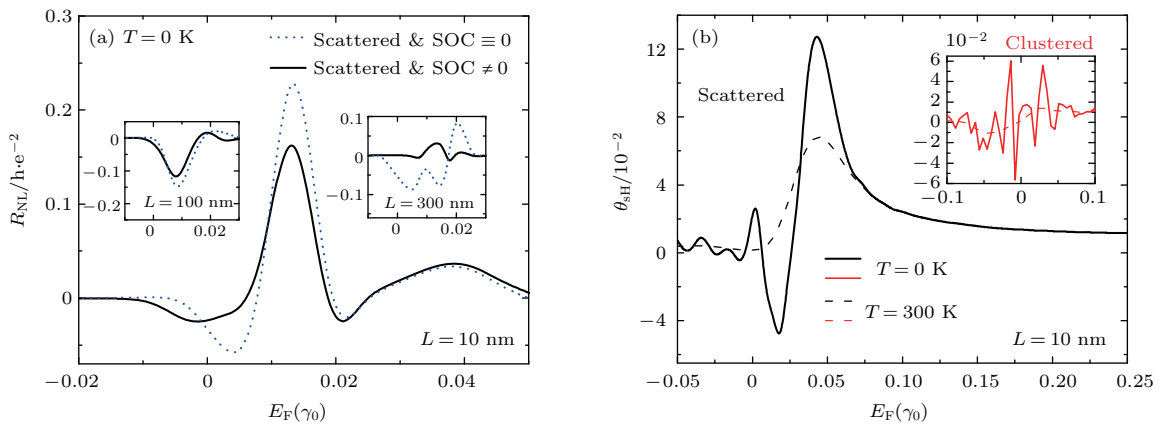 (a) T = 0 K
Scattered & SOC ≡ 0
Scattered & SOC ≠ 0
R_NL/h·e⁻²
0.3
0.2
0.1
0
0
−0.1
−0.2
L = 100 nm
0 0.02
0.1
0
−0.1
L = 300 nm
0 0.02
L = 10 nm
−0.02 0 0.02 0.04
E_F(γ₀)
(b)
Scattered
θ_sH/10⁻²
12
8
4
0
−4
10⁻²
Clustered
6
4
2
0
−2
−4
−6
−0.1 0 0.1
T = 0 K
T = 300 K
L = 10 nm
−0.05 0 0.05 0.10 0.15 0.20 0.25
E_F(γ₀)